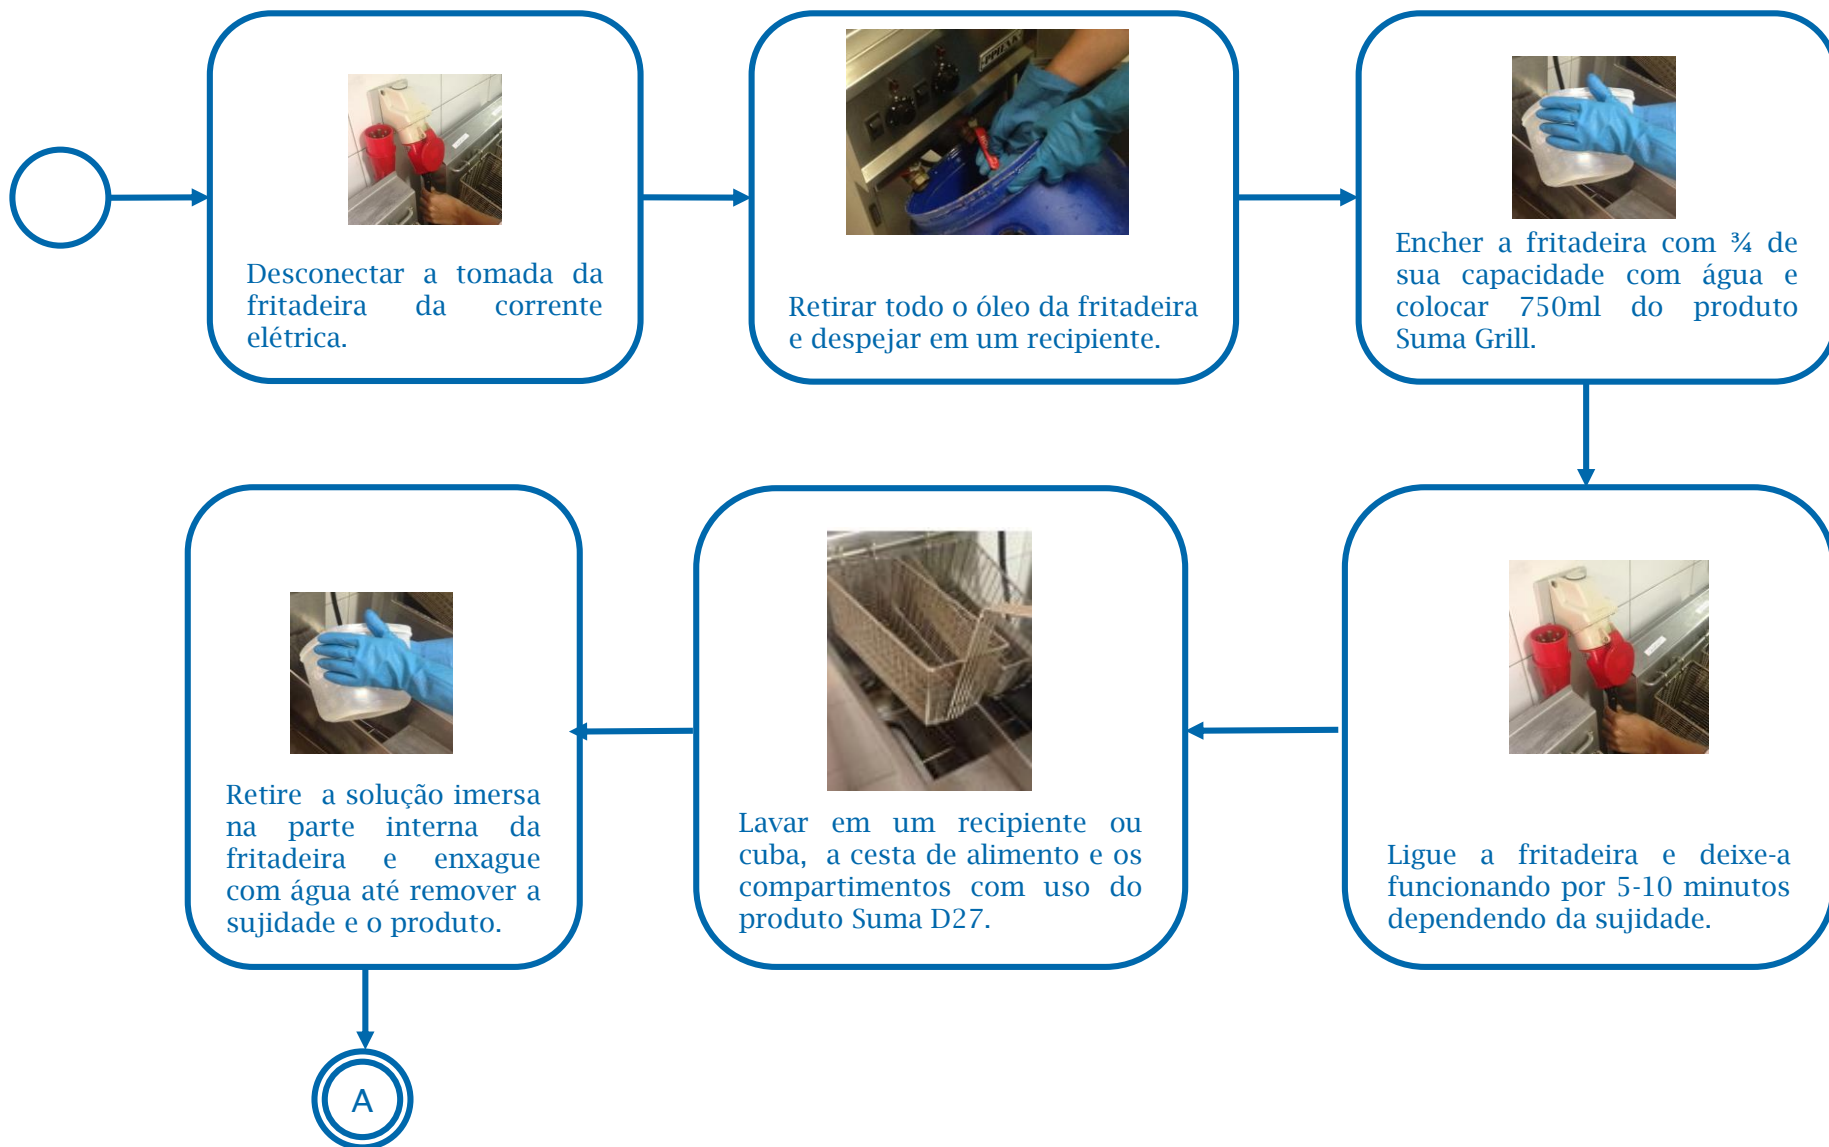 Desconectar a tomada da
fritadeira da corrente
elétrica.
Retirar todo o óleo da fritadeira
e despejar em um recipiente.
Encher a fritadeira com ¾ de
sua capacidade com água e
colocar 750ml do produto
Suma Grill.
Ligue a fritadeira e deixe-a
funcionando por 5-10 minutos
dependendo da sujidade.
Lavar em um recipiente ou
cuba, a cesta de alimento e os
compartimentos com uso do
produto Suma D27.
Retire a solução imersa
na parte interna da
fritadeira e enxague
com água até remover a
sujidade e o produto.
A